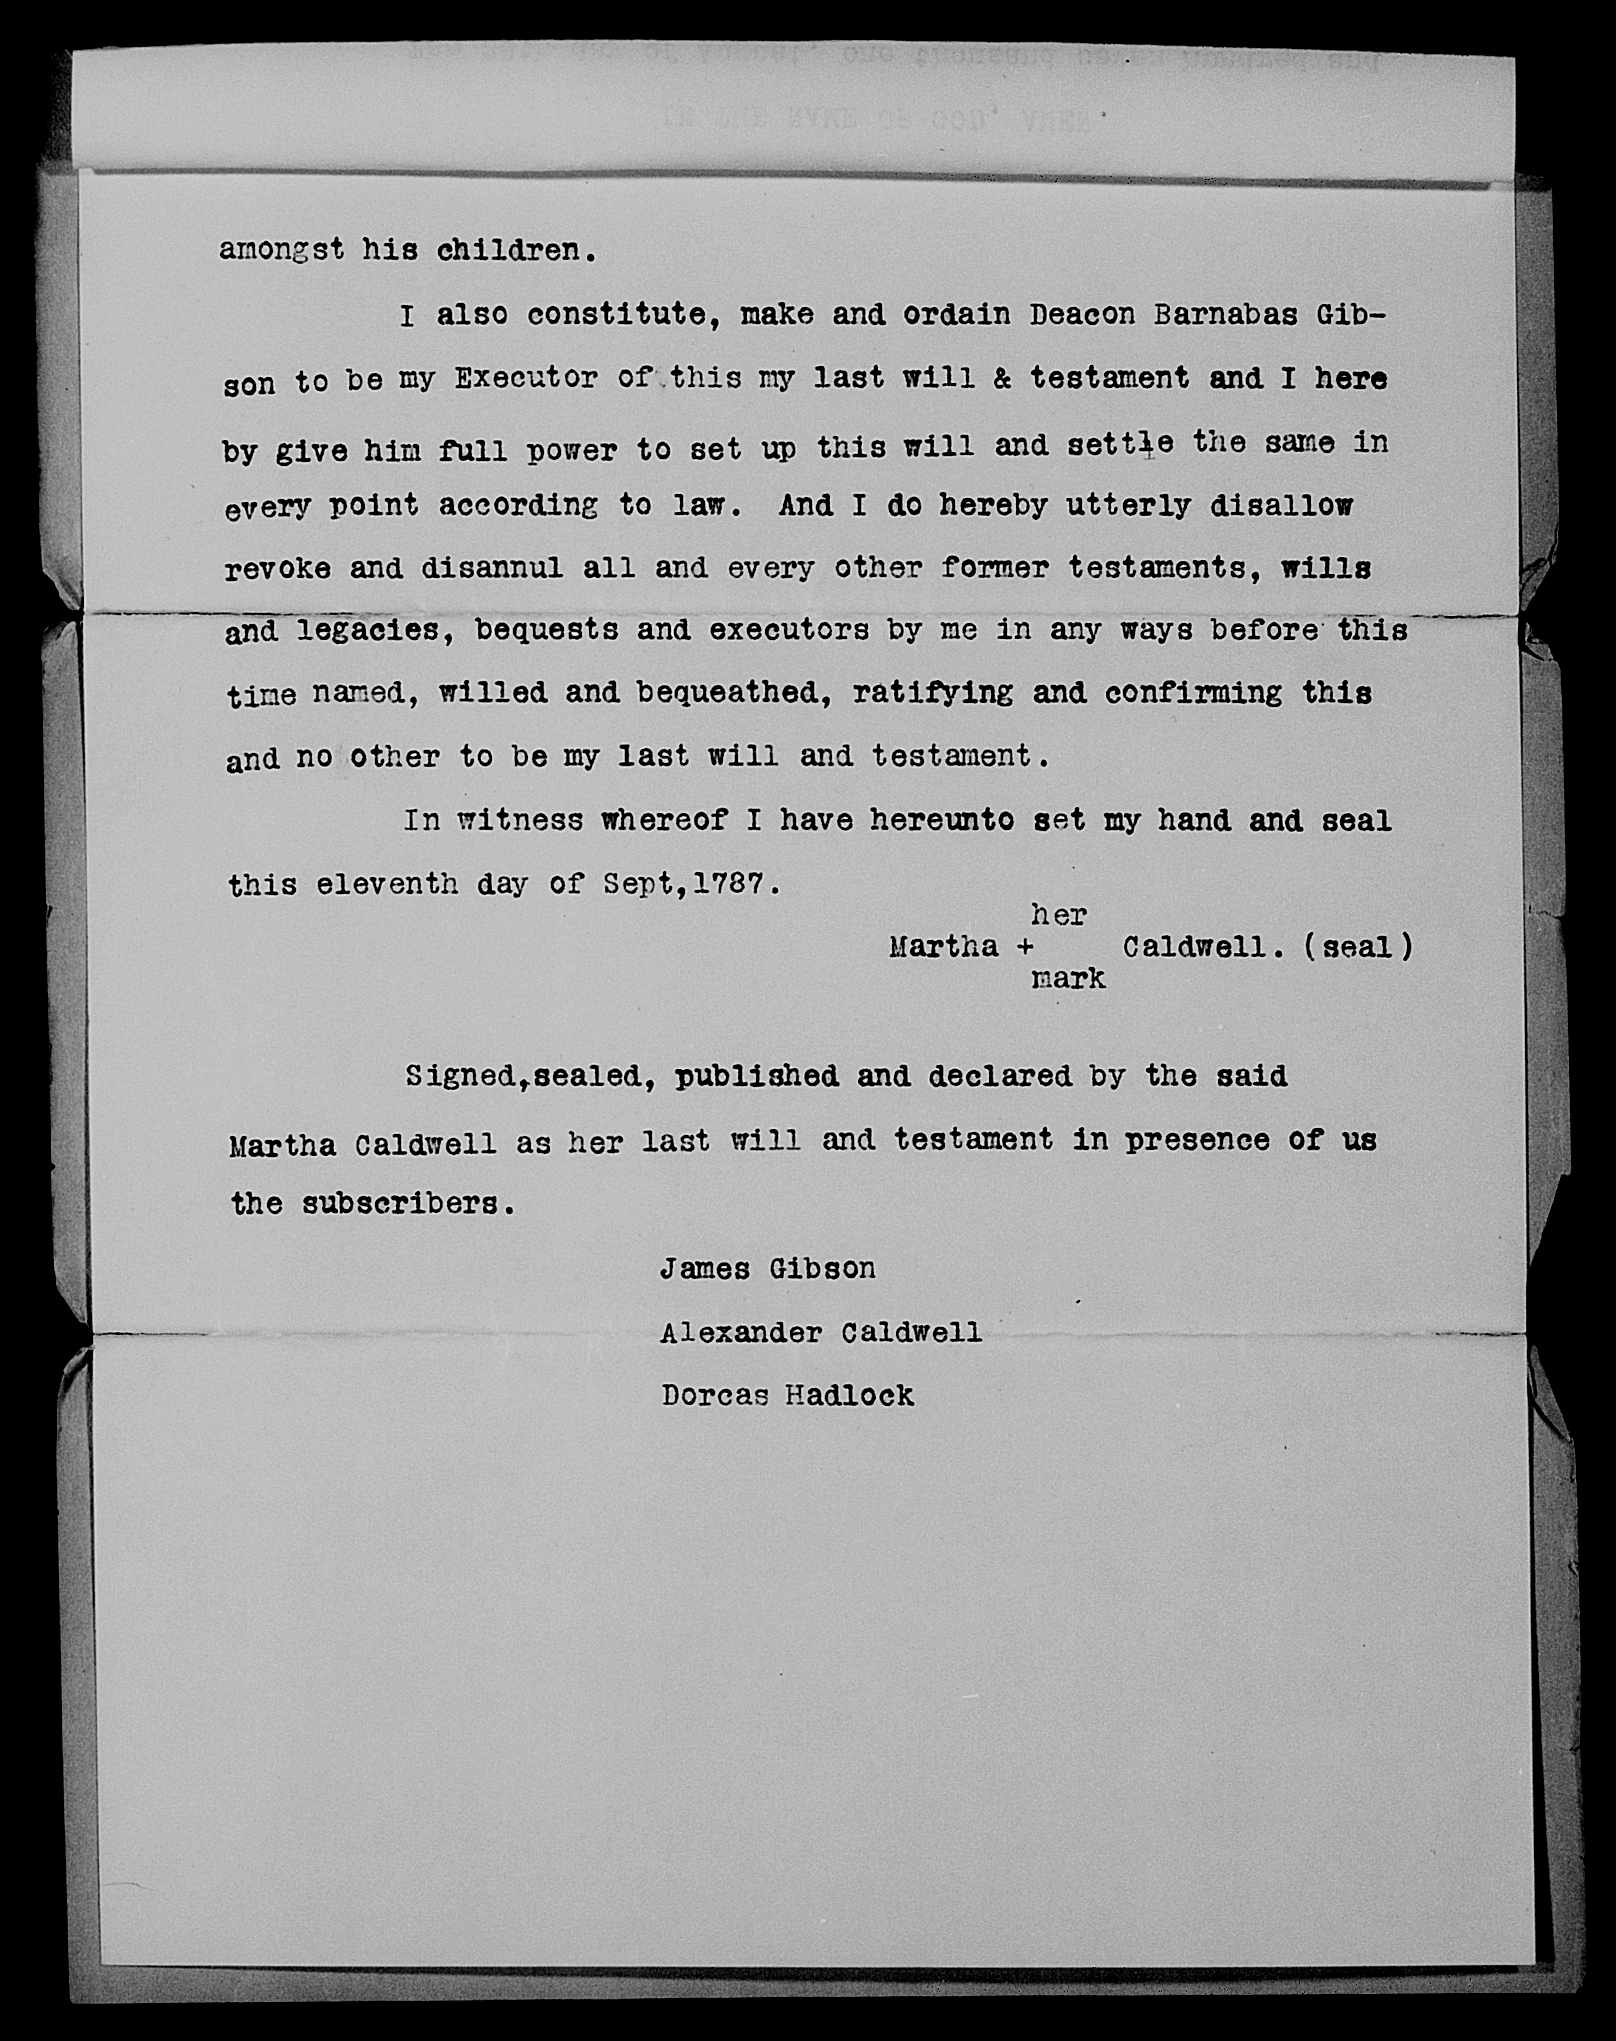 amongst his children.
I also constitute, make and ordain Deacon Barnabas Gib-
son to be my Executor of this my last will & testament and I here
by give him full power to set up this will and settle the same in
every point according to law. And I do hereby utterly disallow
revoke and disannul all and every other former testaments, wills
and legacies, bequests and executors by me in any ways before this
time named, willed and bequeathed, ratifying and confirming this
and no other to be my last will and testament.
In witness whereof I have hereunto set my hand and seal
this eleventh day of Sept,1787.
her
Martha + Caldwell. (seal)
mark
Signed,sealed, published and declared by the said
Martha Caldwell as her last will and testament in presence of us
the subscribers.
James Gibson
Alexander Caldwell
Dorcas Hadlock